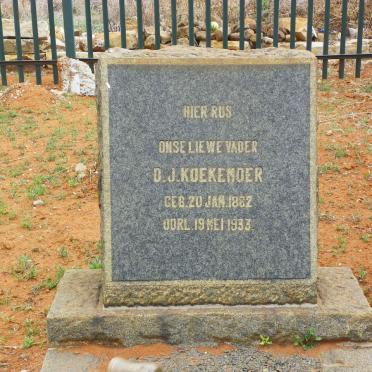 HIER RUS
ONSE LIEWE VADER
D.J. KOEKEMOER
GEB. 20 JAN. 1862
OORL. 19 MEI 1933.